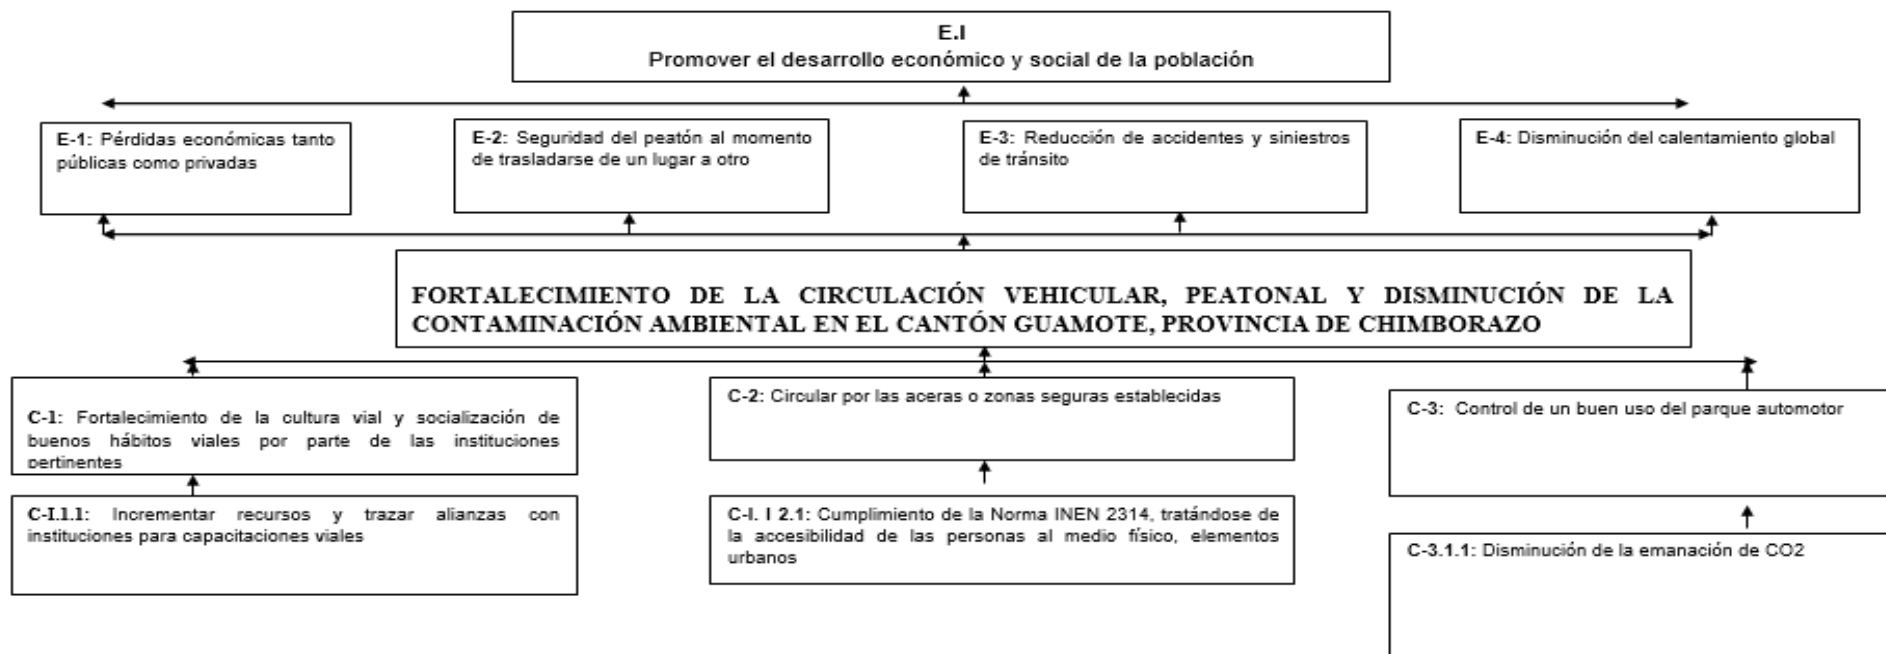 E.I
Promover el desarrollo económico y social de la población
E-1: Pérdidas económicas tanto
públicas como privadas
E-2: Seguridad del peatón al momento
de trasladarse de un lugar a otro
E-3: Reducción de accidentes y siniestros
de tránsito
E-4: Disminución del calentamiento global
FORTALECIMIENTO DE LA CIRCULACIÓN VEHICULAR, PEATONAL Y DISMINUCIÓN DE LA
CONTAMINACIÓN AMBIENTAL EN EL CANTÓN GUAMOTE, PROVINCIA DE CHIMBORAZO
C-1: Fortalecimiento de la cultura vial y socialización de
buenos hábitos viales por parte de las instituciones
pertinentes
C-2: Circular por las aceras o zonas seguras establecidas
C-3: Control de un buen uso del parque automotor
C-I.1.1: Incrementar recursos y trazar alianzas con
instituciones para capacitaciones viales
C-I. I 2.1: Cumplimiento de la Norma INEN 2314, tratándose de
la accesibilidad de las personas al medio físico, elementos
urbanos
C-3.1.1: Disminución de la emanación de CO2